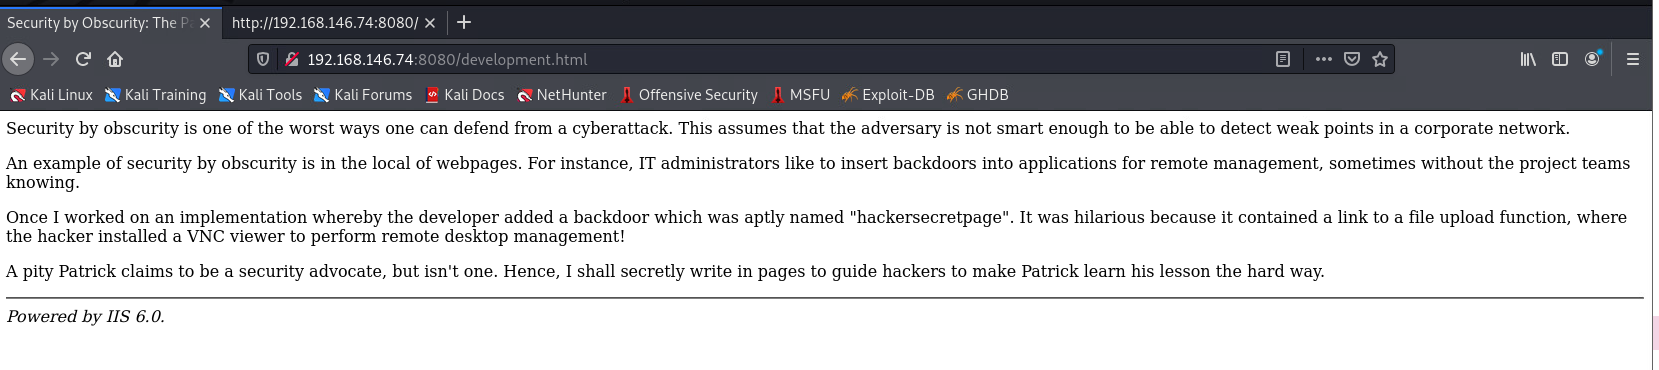 Security by Obscurity: The P
http://192.168.146.74:8080/
192.168.146.74:8080/development.html
Kali Linux Kali Training Kali Tools Kali Forums Kali Docs NetHunter Offensive Security MSFU Exploit-DB GHDB
Security by obscurity is one of the worst ways one can defend from a cyberattack. This assumes that the adversary is not smart enough to be able to detect weak points in a corporate network.
An example of security by obscurity is in the local of webpages. For instance, IT administrators like to insert backdoors into applications for remote management, sometimes without the project teams
knowing.
Once I worked on an implementation whereby the developer added a backdoor which was aptly named "hackersecretpage". It was hilarious because it contained a link to a file upload function, where
the hacker installed a VNC viewer to perform remote desktop management!
A pity Patrick claims to be a security advocate, but isn't one. Hence, I shall secretly write in pages to guide hackers to make Patrick learn his lesson the hard way.
Powered by IIS 6.0.